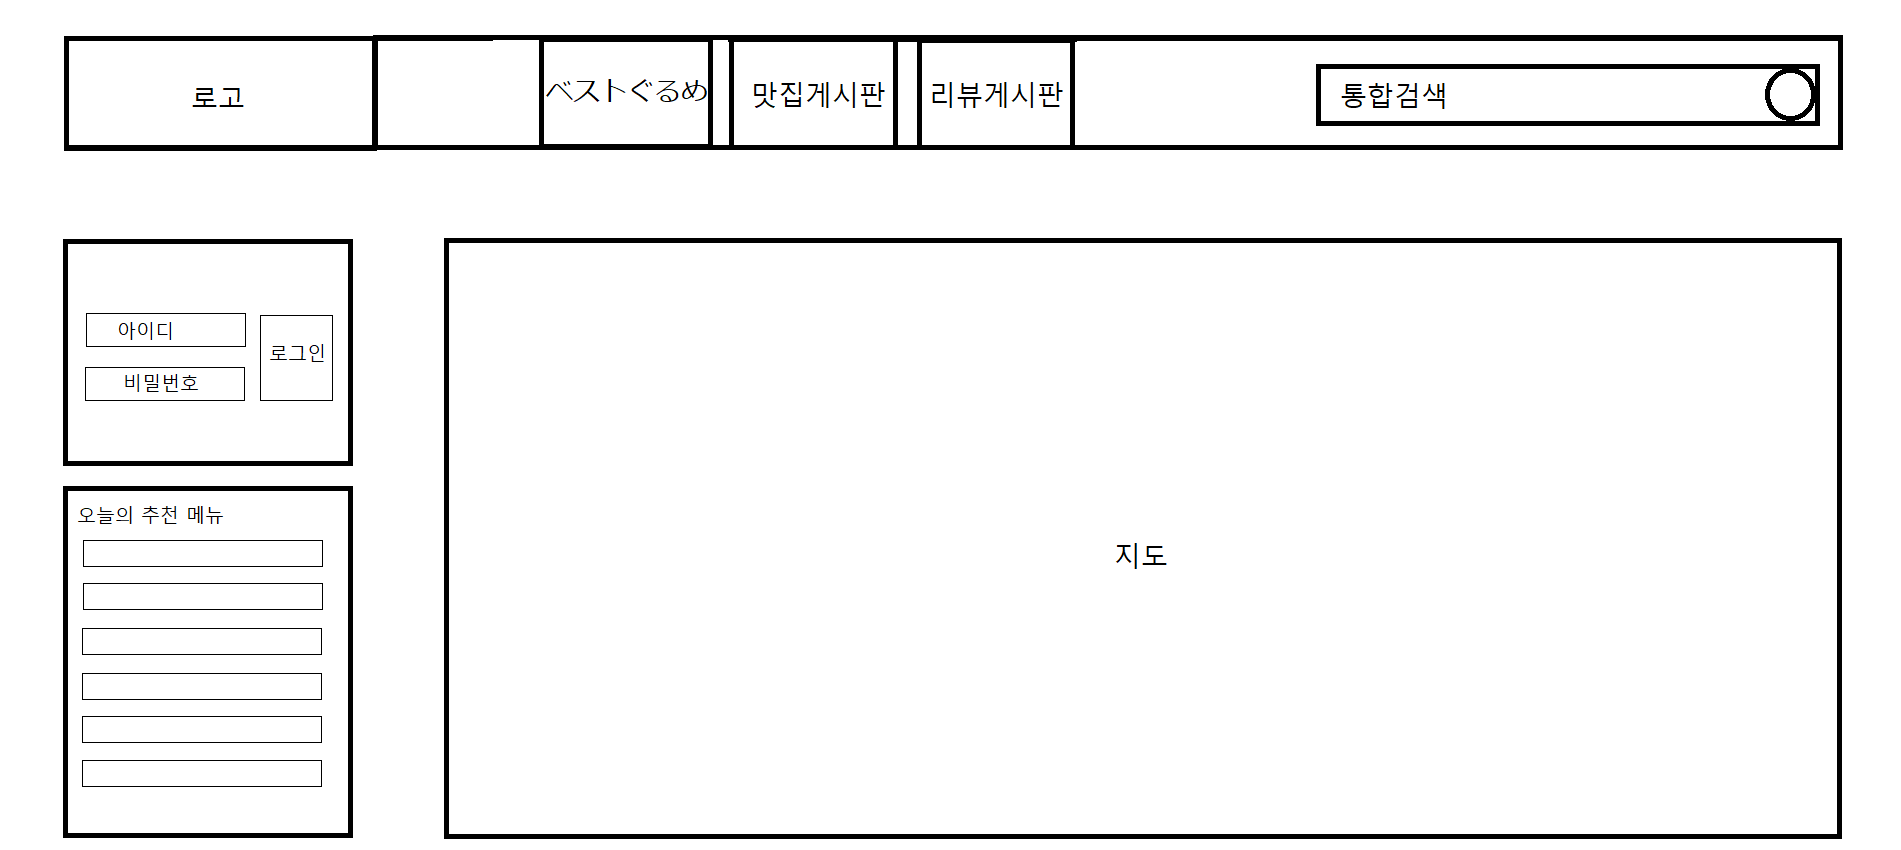 로고
ベストぐるめ
맛집게시판
리뷰게시판
통합검색
아이디
비밀번호
로그인
오늘의 추천 메뉴
지도